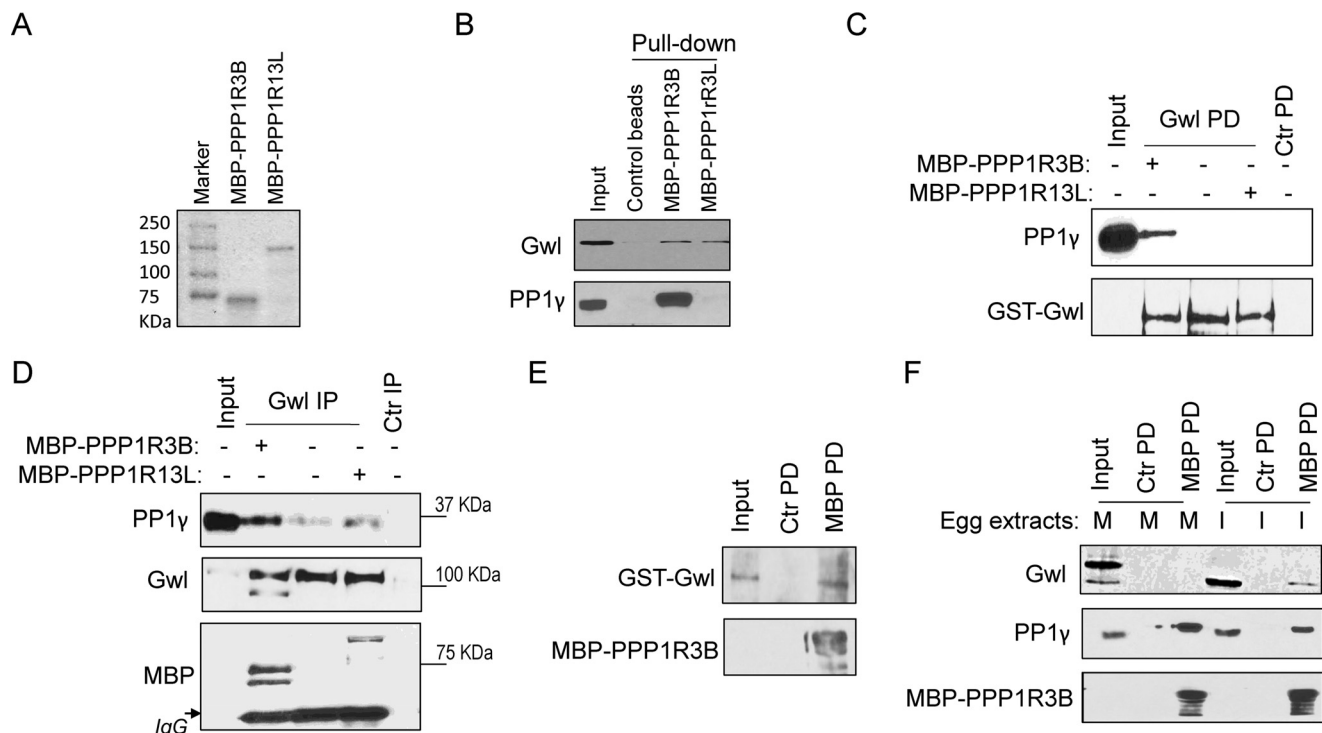 A
Marker
MBP-PPP1R3B
MBP-PPP1R13L
250
150
100
75
KDa
B
Pull-down
Input
Control beads
MBP-PPP1R3B
MBP-PPP1rR3L
Gwl
PP1γ
C
Input
Gwl PD
Ctr PD
MBP-PPP1R3B: - + - - -
MBP-PPP1R13L: - - - + -
PP1γ
GST-Gwl
D
Input
Gwl IP
Ctr IP
MBP-PPP1R3B: - + - - -
MBP-PPP1R13L: - - - + -
PP1γ
37 KDa
Gwl
100 KDa
MBP
75 KDa
IgG
E
Input
Ctr PD
MBP PD
GST-Gwl
MBP-PPP1R3B
F
Input
Ctr PD
MBP PD
Input
Ctr PD
MBP PD
Egg extracts: M M M I I I
Gwl
PP1γ
MBP-PPP1R3B